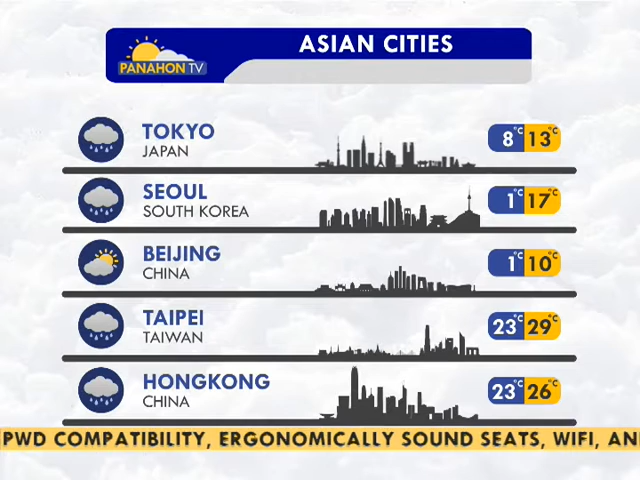 ASIAN CITIES
PANAHON TV
TOKYO
JAPAN
8°C 13°C
SEOUL
SOUTH KOREA
1°C 17°C
BEIJING
CHINA
1°C 10°C
TAIPEI
TAIWAN
23°C 29°C
HONGKONG
CHINA
23°C 26°C
PWD COMPATIBILITY, ERGONOMICALLY SOUND SEATS, WIFI, AN